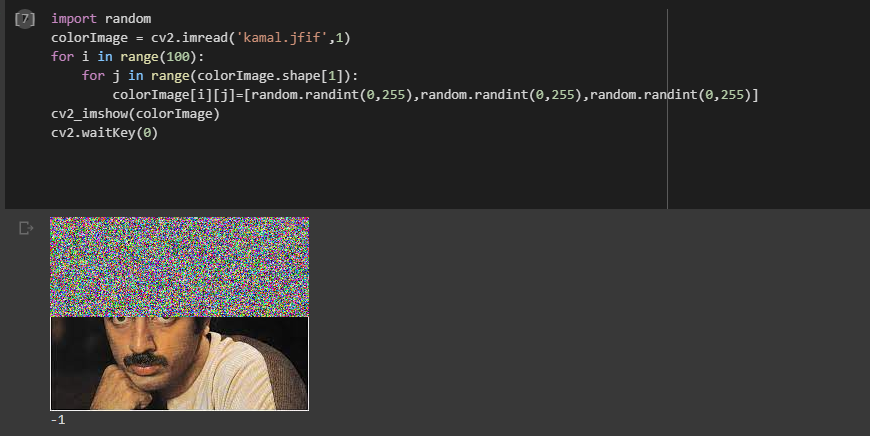 [7] import random
colorImage = cv2.imread('kamal.jfif',1)
for i in range(100):
    for j in range(colorImage.shape[1]):
        colorImage[i][j]=[random.randint(0,255),random.randint(0,255),random.randint(0,255)]
cv2_imshow(colorImage)
cv2.waitKey(0)
-1